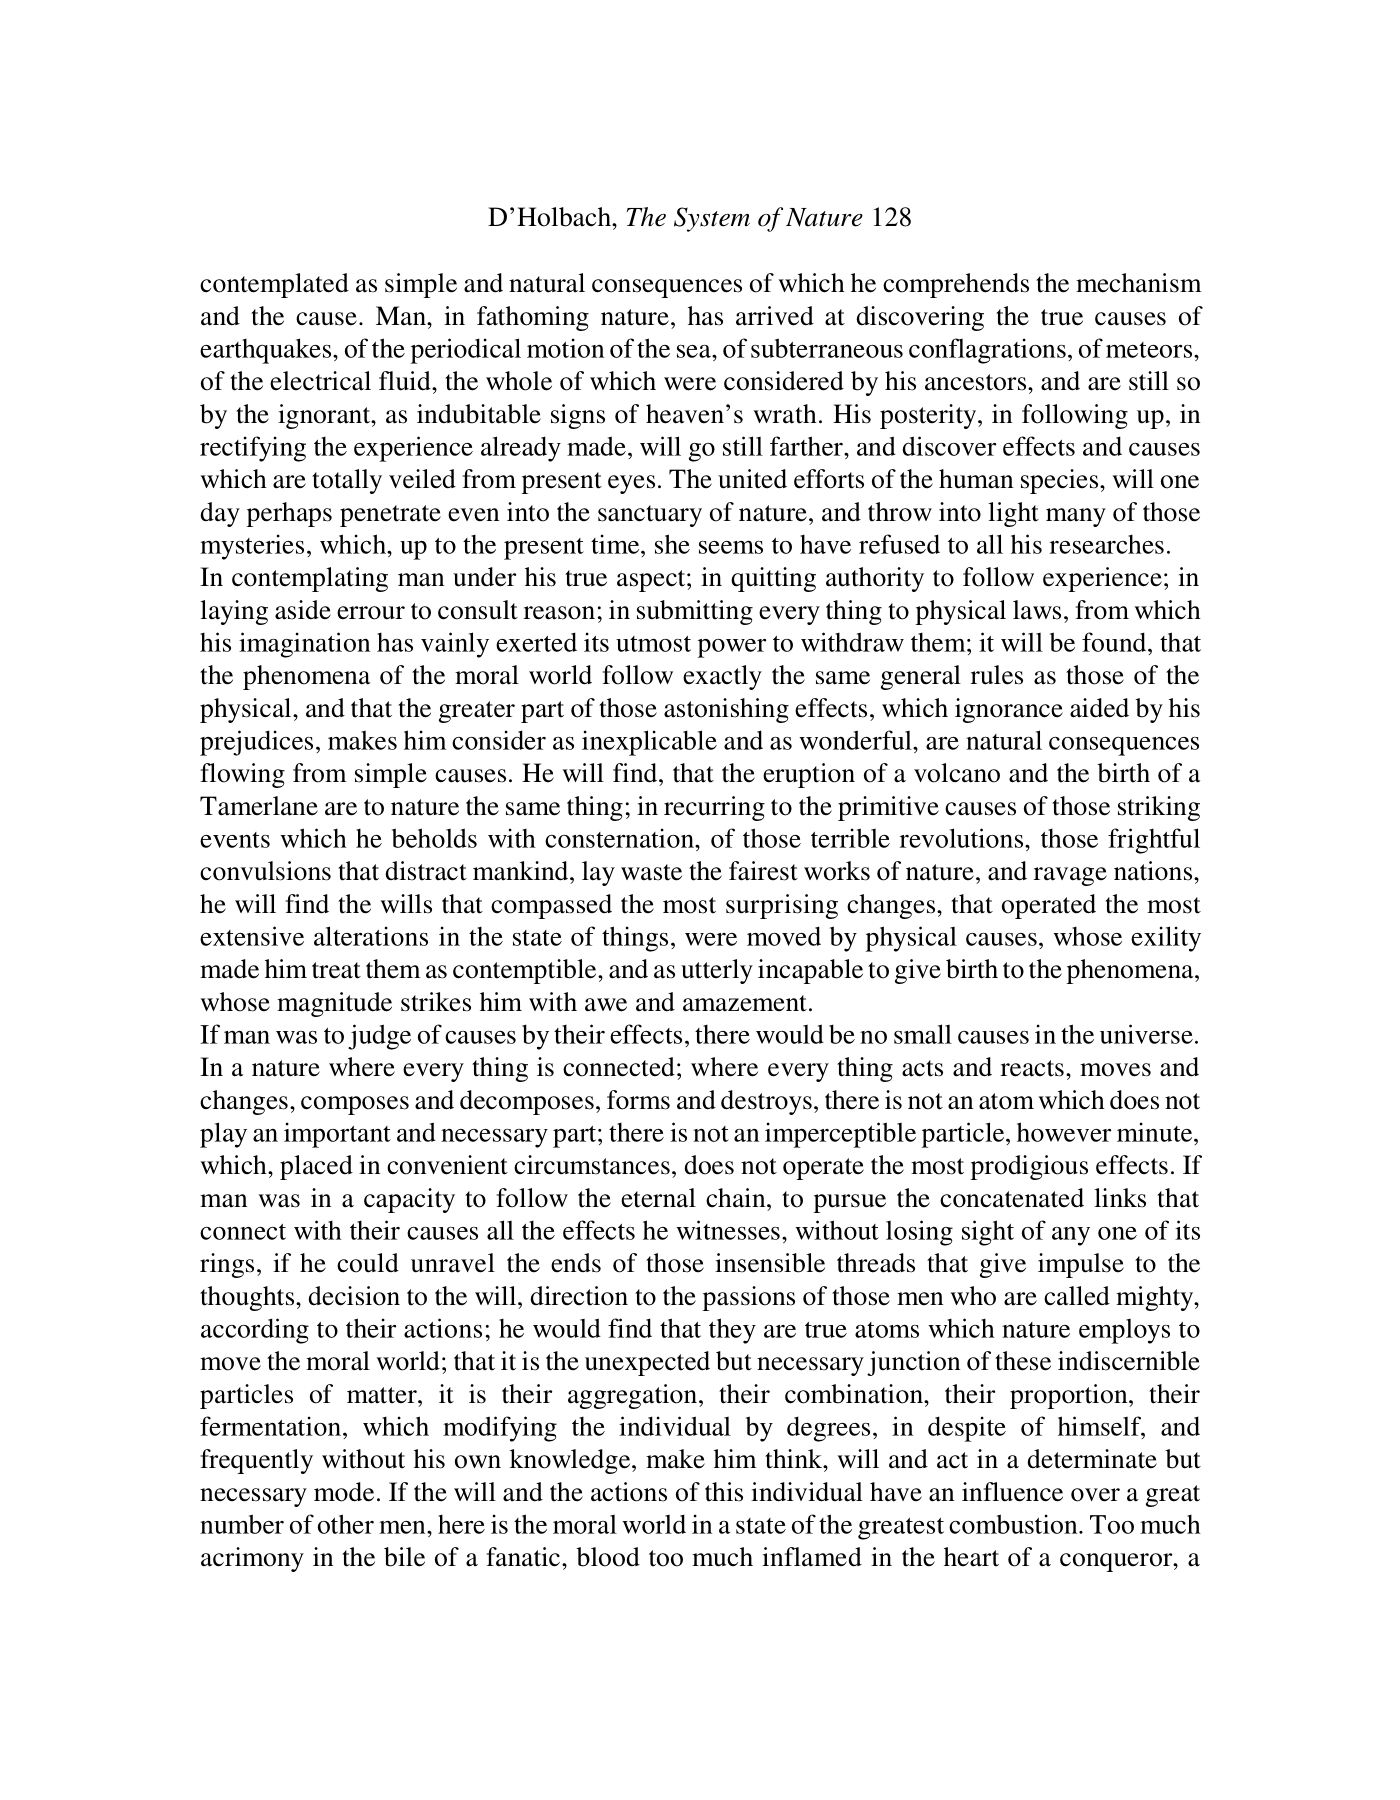 D’Holbach, The System of Nature 128
contemplated as simple and natural consequences of which he comprehends the mechanism
and the cause. Man, in fathoming nature, has arrived at discovering the true causes of
earthquakes, of the periodical motion of the sea, of subterraneous conflagrations, of meteors,
of the electrical fluid, the whole of which were considered by his ancestors, and are still so
by the ignorant, as indubitable signs of heaven’s wrath. His posterity, in following up, in
rectifying the experience already made, will go still farther, and discover effects and causes
which are totally veiled from present eyes. The united efforts of the human species, will one
day perhaps penetrate even into the sanctuary of nature, and throw into light many of those
mysteries, which, up to the present time, she seems to have refused to all his researches.
In contemplating man under his true aspect; in quitting authority to follow experience; in
laying aside errour to consult reason; in submitting every thing to physical laws, from which
his imagination has vainly exerted its utmost power to withdraw them; it will be found, that
the phenomena of the moral world follow exactly the same general rules as those of the
physical, and that the greater part of those astonishing effects, which ignorance aided by his
prejudices, makes him consider as inexplicable and as wonderful, are natural consequences
flowing from simple causes. He will find, that the eruption of a volcano and the birth of a
Tamerlane are to nature the same thing; in recurring to the primitive causes of those striking
events which he beholds with consternation, of those terrible revolutions, those frightful
convulsions that distract mankind, lay waste the fairest works of nature, and ravage nations,
he will find the wills that compassed the most surprising changes, that operated the most
extensive alterations in the state of things, were moved by physical causes, whose exility
made him treat them as contemptible, and as utterly incapable to give birth to the phenomena,
whose magnitude strikes him with awe and amazement.
If man was to judge of causes by their effects, there would be no small causes in the universe.
In a nature where every thing is connected; where every thing acts and reacts, moves and
changes, composes and decomposes, forms and destroys, there is not an atom which does not
play an important and necessary part; there is not an imperceptible particle, however minute,
which, placed in convenient circumstances, does not operate the most prodigious effects. If
man was in a capacity to follow the eternal chain, to pursue the concatenated links that
connect with their causes all the effects he witnesses, without losing sight of any one of its
rings, if he could unravel the ends of those insensible threads that give impulse to the
thoughts, decision to the will, direction to the passions of those men who are called mighty,
according to their actions; he would find that they are true atoms which nature employs to
move the moral world; that it is the unexpected but necessary junction of these indiscernible
particles of matter, it is their aggregation, their combination, their proportion, their
fermentation, which modifying the individual by degrees, in despite of himself, and
frequently without his own knowledge, make him think, will and act in a determinate but
necessary mode. If the will and the actions of this individual have an influence over a great
number of other men, here is the moral world in a state of the greatest combustion. Too much
acrimony in the bile of a fanatic, blood too much inflamed in the heart of a conqueror, a